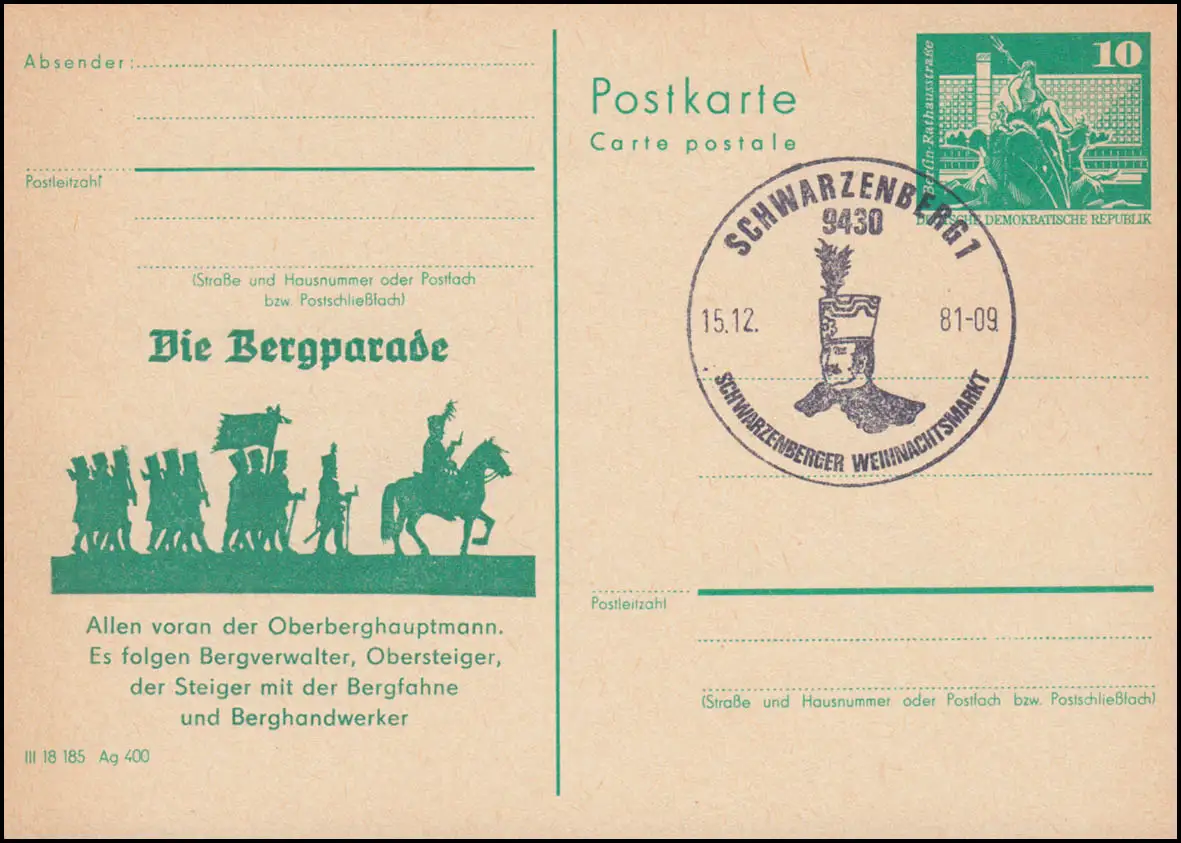 Absender:
Postleitzahl
(Straße und Hausnummer oder Postfach
bzw. Postschließfach)
Die Bergparade
Allen voran der Oberberghauptmann.
Es folgen Bergverwalter, Obersteiger,
der Steiger mit der Bergfahne
und Berghandwerker
III 18 185 Ag 400
Postkarte
Carte postale
10
Berlin-Rathausstraße
DEUTSCHE DEMOKRATISCHE REPUBLIK
SCHWARZENBERG 1
9430
15.12. 81-09
SCHWARZENBERGER WEIHNACHTSMARKT
Postleitzahl
(Straße und Hausnummer oder Postfach bzw. Postschließfach)